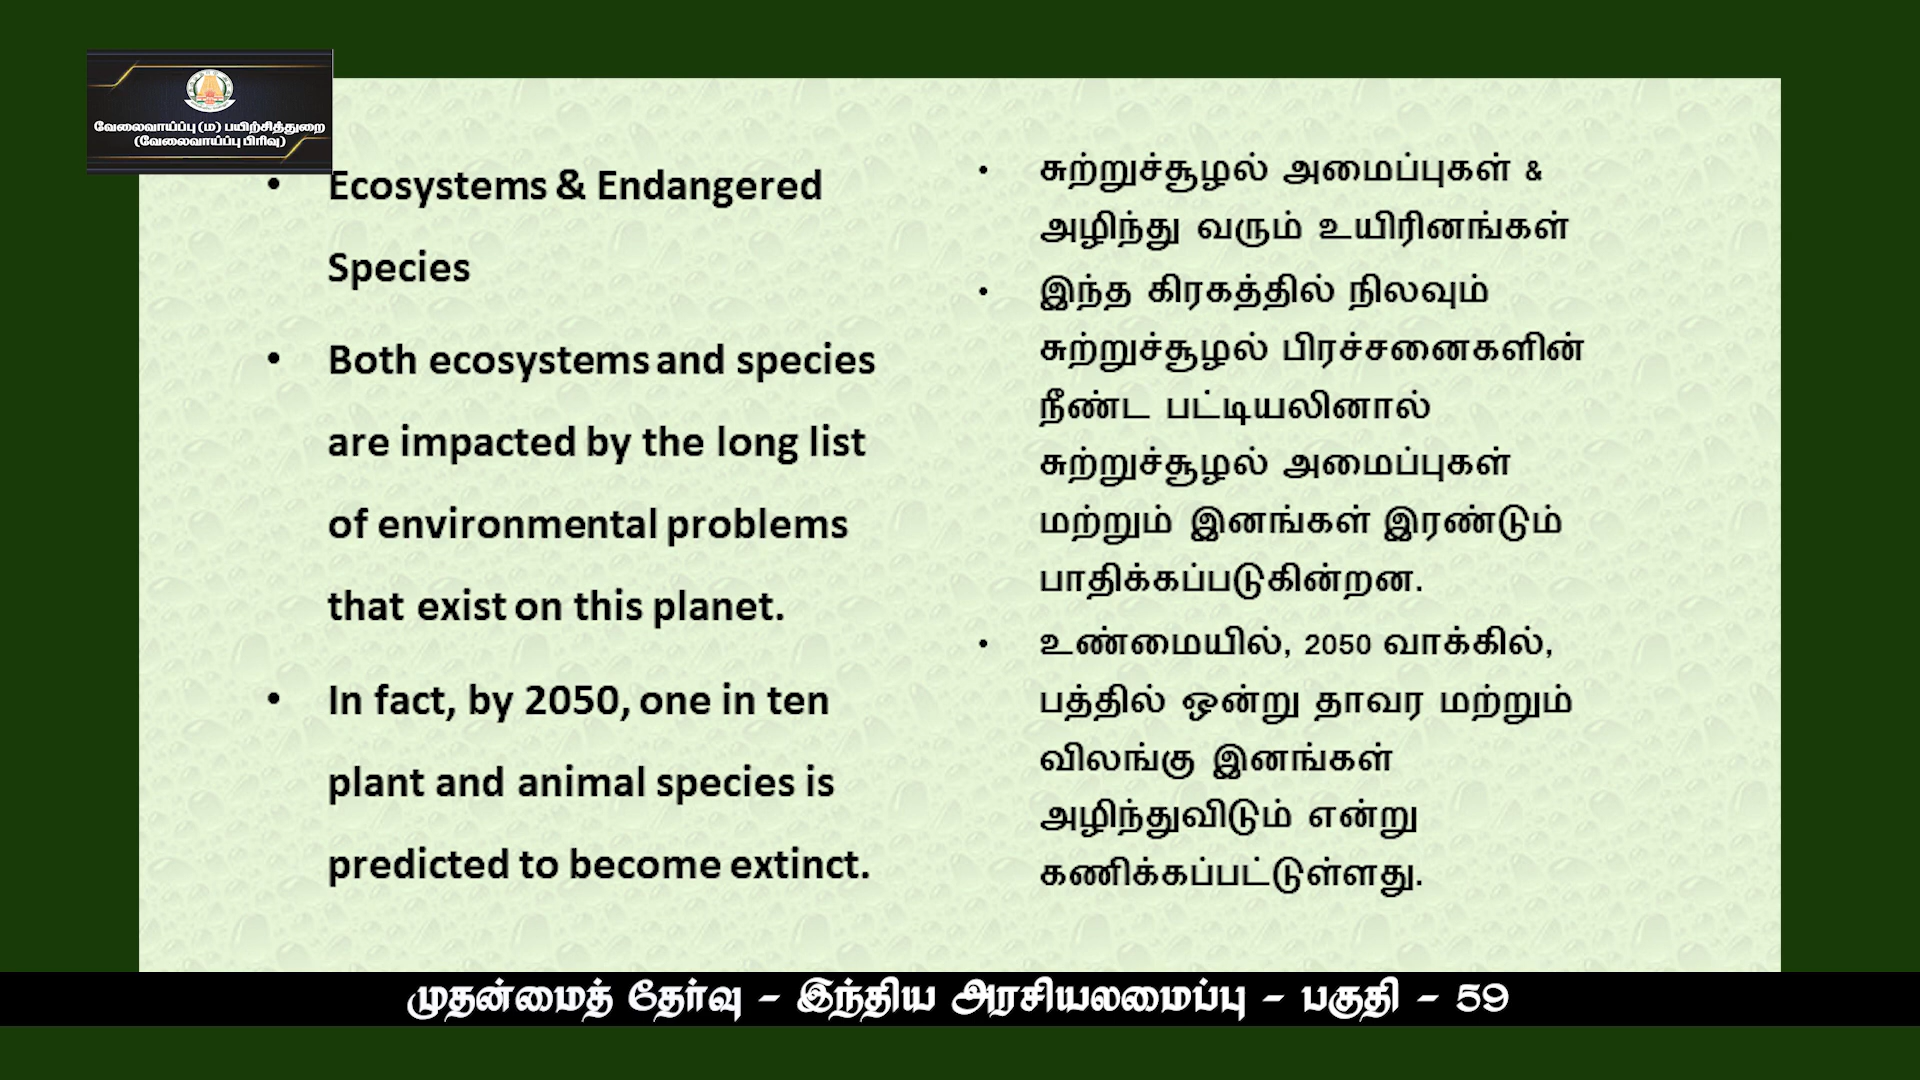 வேலைவாய்ப்பு (ம) பயிற்சித்துறை
(வேலைவாய்ப்பு பிரிவு)
• Ecosystems & Endangered
Species
• Both ecosystems and species
are impacted by the long list
of environmental problems
that exist on this planet.
• In fact, by 2050, one in ten
plant and animal species is
predicted to become extinct.
• சுற்றுச்சூழல் அமைப்புகள் &
அழிந்து வரும் உயிரினங்கள்
• இந்த கிரகத்தில் நிலவும்
சுற்றுச்சூழல் பிரச்சனைகளின்
நீண்ட பட்டியலினால்
சுற்றுச்சூழல் அமைப்புகள்
மற்றும் இனங்கள் இரண்டும்
பாதிக்கப்படுகின்றன.
• உண்மையில், 2050 வாக்கில்,
பத்தில் ஒன்று தாவர மற்றும்
விலங்கு இனங்கள்
அழிந்துவிடும் என்று
கணிக்கப்பட்டுள்ளது.
முதன்மைத் தேர்வு - இந்திய அரசியலமைப்பு - பகுதி - 59